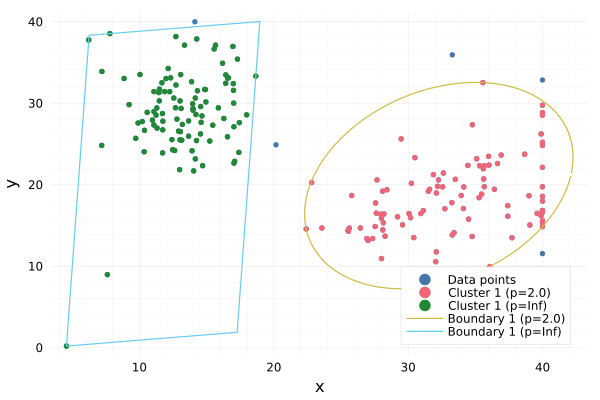 40
30
20
10
0
y
10
20
30
40
x
Data points
Cluster 1 (p=2.0)
Cluster 1 (p=Inf)
Boundary 1 (p=2.0)
Boundary 1 (p=Inf)